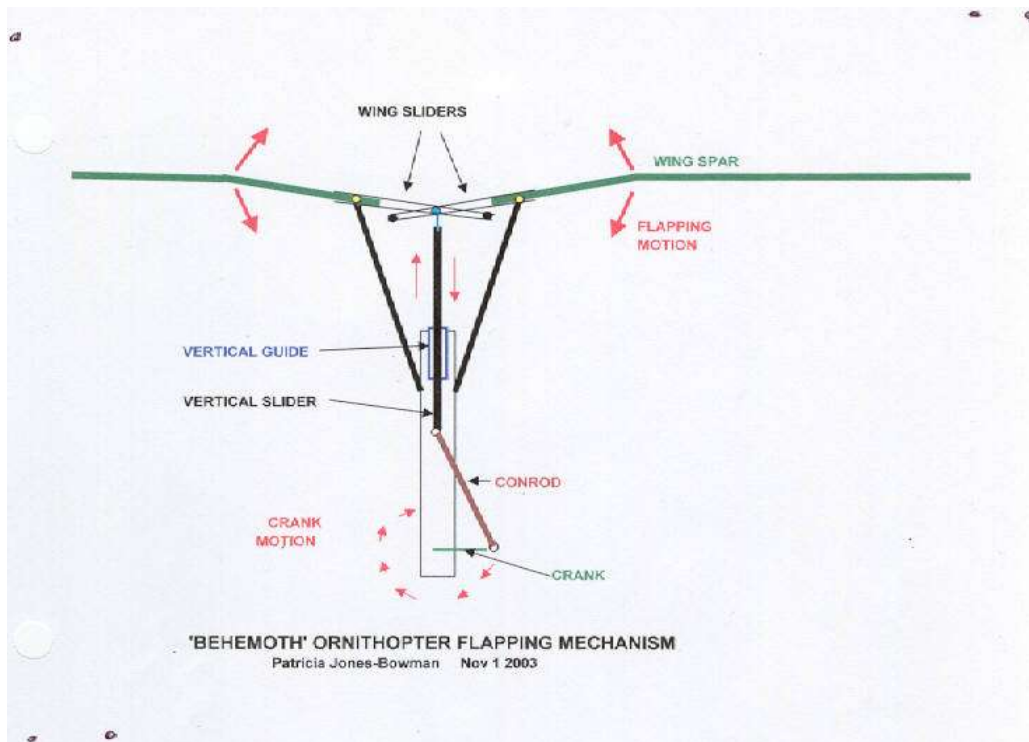 WING SLIDERS
WING SPAR
FLAPPING
MOTION
VERTICAL GUIDE
VERTICAL SLIDER
CONROD
CRANK
MOTION
CRANK
'BEHEMOTH' ORNITHOPTER FLAPPING MECHANISM
Patricia Jones-Bowman Nov 1 2003